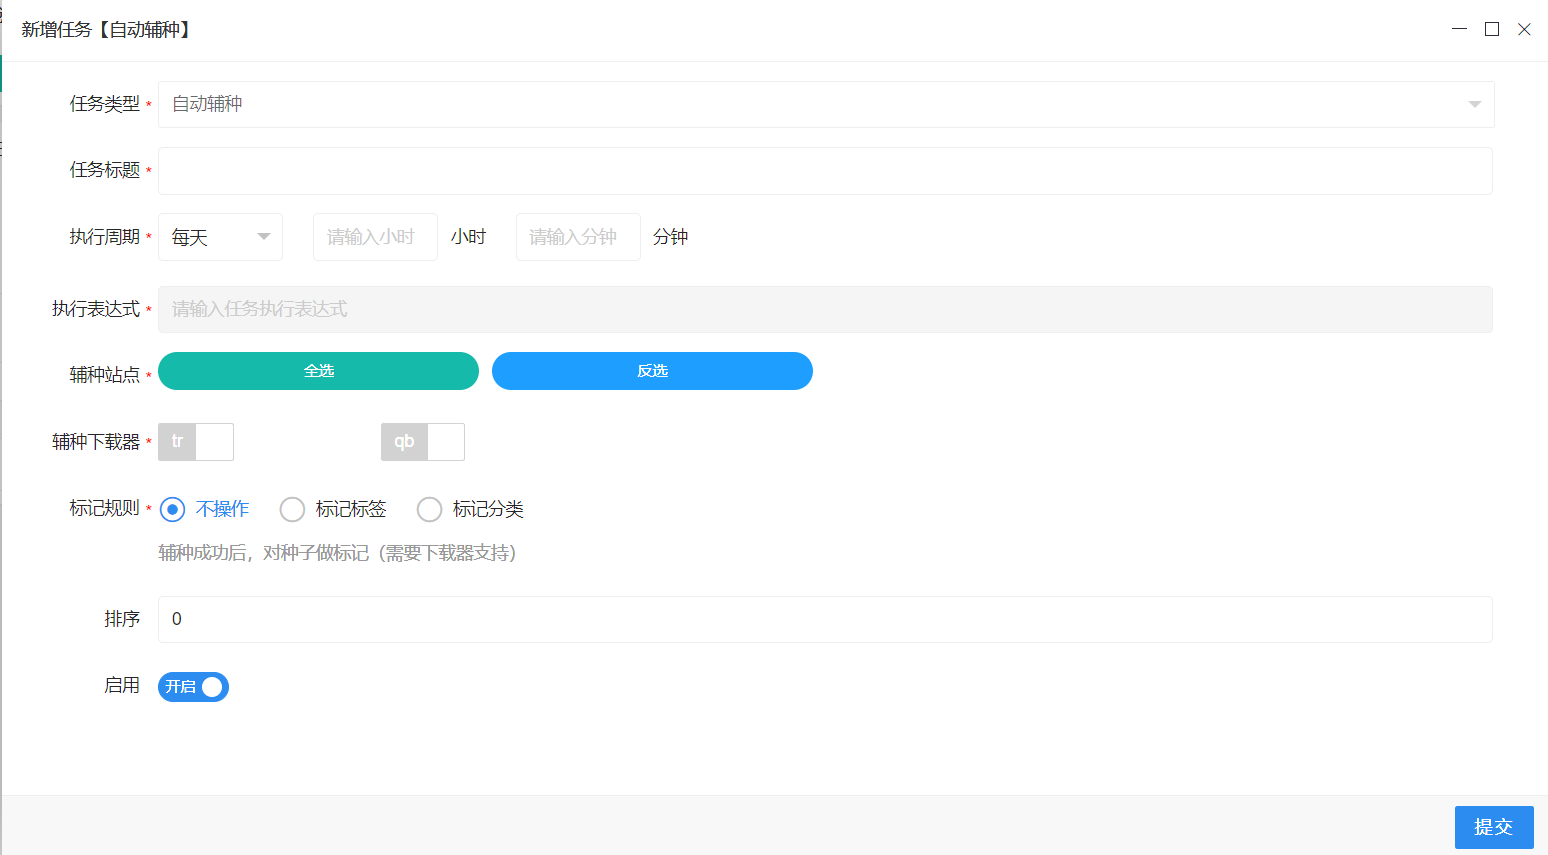 新增任务【自动辅种】
任务类型 * 自动辅种
任务标题 *
执行周期 * 每天 请输入小时 小时 请输入分钟 分钟
执行表达式 * 请输入任务执行表达式
辅种站点 * 全选 反选
辅种下载器 * tr qb
标记规则 * 不操作 标记标签 标记分类
辅种成功后，对种子做标记（需要下载器支持）
排序 0
启用 开启
提交